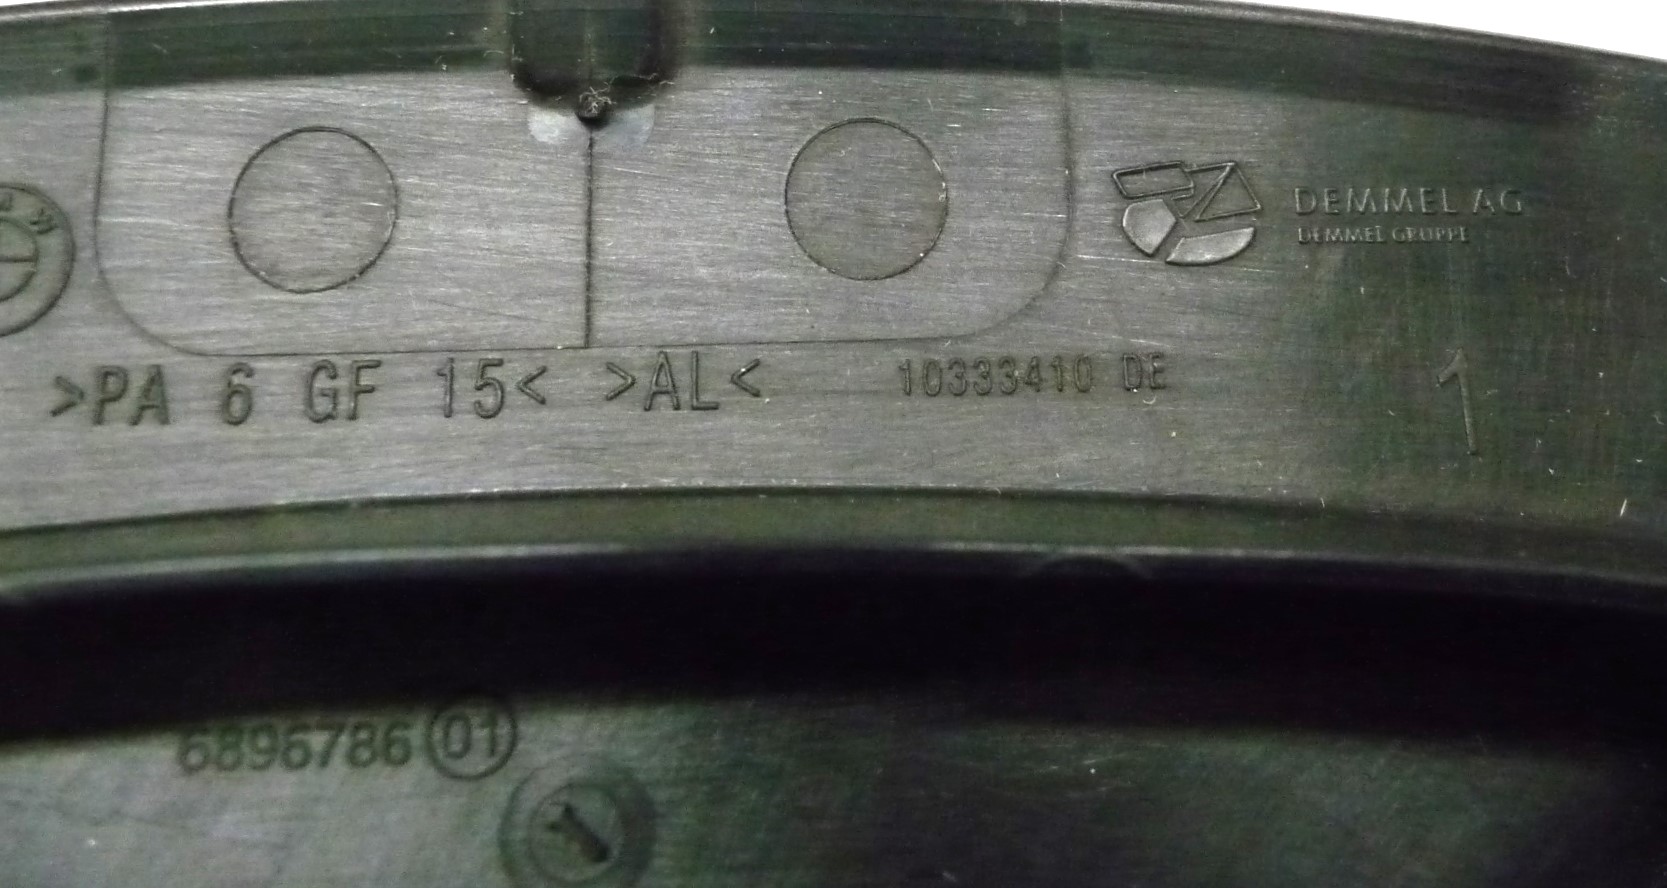 DEMMEL AG
DEMMEL GRUPPE
>PA 6 GF 15< >AL<
10333410 DE
1
6896786 01